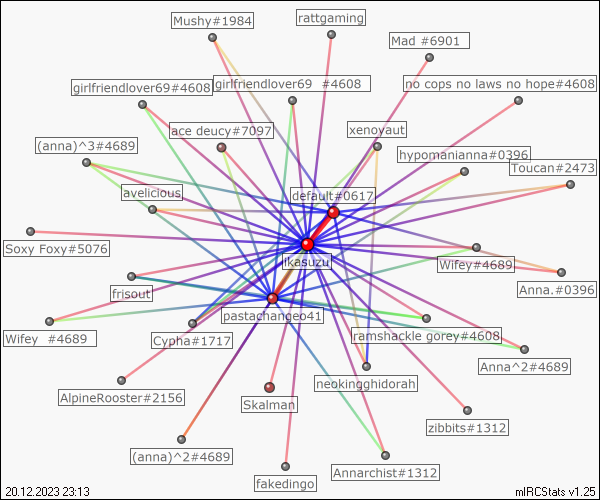 Mushy#1984
rattgaming
Mad #6901
girlfriendlover69#4608
girlfriendlover69 #4608
no cops no laws no hope#4608
ace deucy#7097
xenoyaut
(anna)^3#4689
hypomanianna#0396
Toucan#2473
avelicious
default#0617
Soxy Foxy#5076
ikasuzu
Wifey#4689
Anna.#0396
frisout
pastachangeo41
Wifey #4689
Cypha#1717
ramshackle gorey#4608
Anna^2#4689
neokingghidorah
AlpineRooster#2156
Skalman
zibbits#1312
(anna)^2#4689
Annarchist#1312
fakedingo
20.12.2023 23:13
mIRCStats v1.25